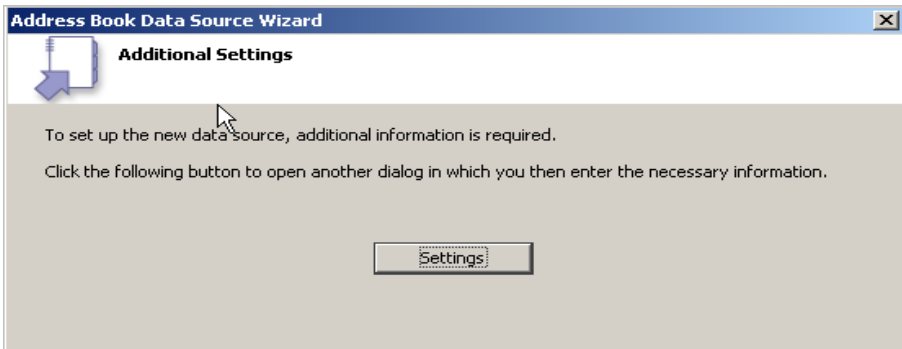 Address Book Data Source Wizard
Additional Settings
To set up the new data source, additional information is required.
Click the following button to open another dialog in which you then enter the necessary information.
Settings